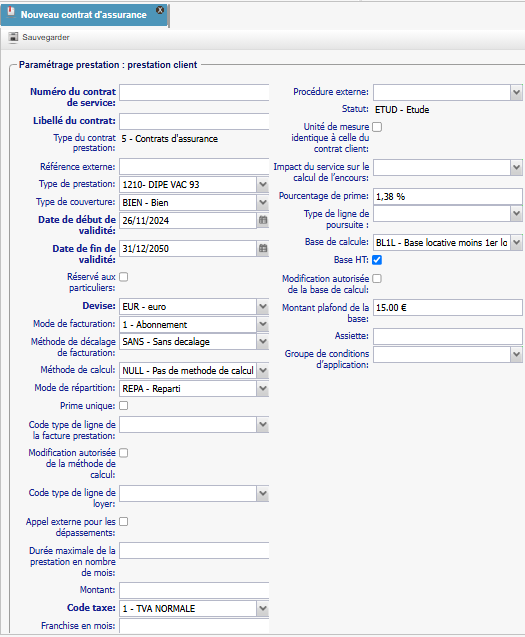 Nouveau contrat d'assurance
Sauvegarder
Paramétrage prestation : prestation client
Numéro du contrat
de service:
Libellé du contrat:
Type du contrat
prestation:
5 - Contrats d'assurance
Référence externe:
Type de prestation:
1210- DIPE VAC 93
Type de couverture:
BIEN - Bien
Date de début de
validité:
26/11/2024
Date de fin de
validité:
31/12/2050
Réservé aux
particuliers:
Devise:
EUR - euro
Mode de facturation:
1 - Abonnement
Méthode de décalage
de facturation:
SANS - Sans decalage
Méthode de calcul:
NULL - Pas de methode de calcul
Mode de répartition:
REPA - Reparti
Prime unique:
Code type de ligne de
la facture prestation:
Modification autorisée
de la méthode de
calcul:
Code type de ligne de
loyer:
Appel externe pour les
dépassements:
Durée maximale de la
prestation en nombre
de mois:
Montant:
Code taxe:
1 - TVA NORMALE
Franchise en mois:
Procédure externe:
Statut:
ETUD - Etude
Unité de mesure
identique à celle du
contrat client:
Impact du service sur le
calcul de l'encours:
Pourcentage de prime:
1,38 %
Type de ligne de
poursuite :
Base de calcule:
BL1L - Base locative moins 1er lo
Base HT:
Modification autorisée
de la base de calcul:
Montant plafond de la
base:
15.00 €
Assiette:
Groupe de conditions
d'application: